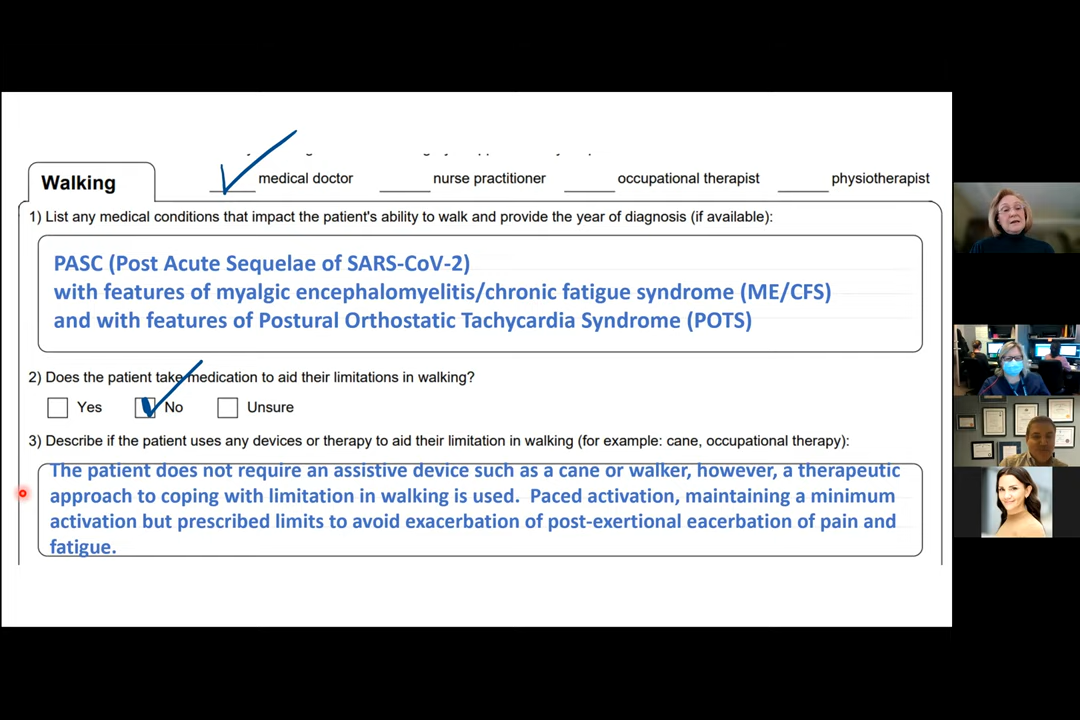 medical doctor nurse practitioner occupational therapist physiotherapist
Walking
1) List any medical conditions that impact the patient's ability to walk and provide the year of diagnosis (if available):
PASC (Post Acute Sequelae of SARS-CoV-2)
with features of myalgic encephalomyelitis/chronic fatigue syndrome (ME/CFS)
and with features of Postural Orthostatic Tachycardia Syndrome (POTS)
2) Does the patient take medication to aid their limitations in walking?
Yes No Unsure
3) Describe if the patient uses any devices or therapy to aid their limitation in walking (for example: cane, occupational therapy):
The patient does not require an assistive device such as a cane or walker, however, a therapeutic
approach to coping with limitation in walking is used. Paced activation, maintaining a minimum
activation but prescribed limits to avoid exacerbation of post-exertional eacerbation of pain and
fatigue.